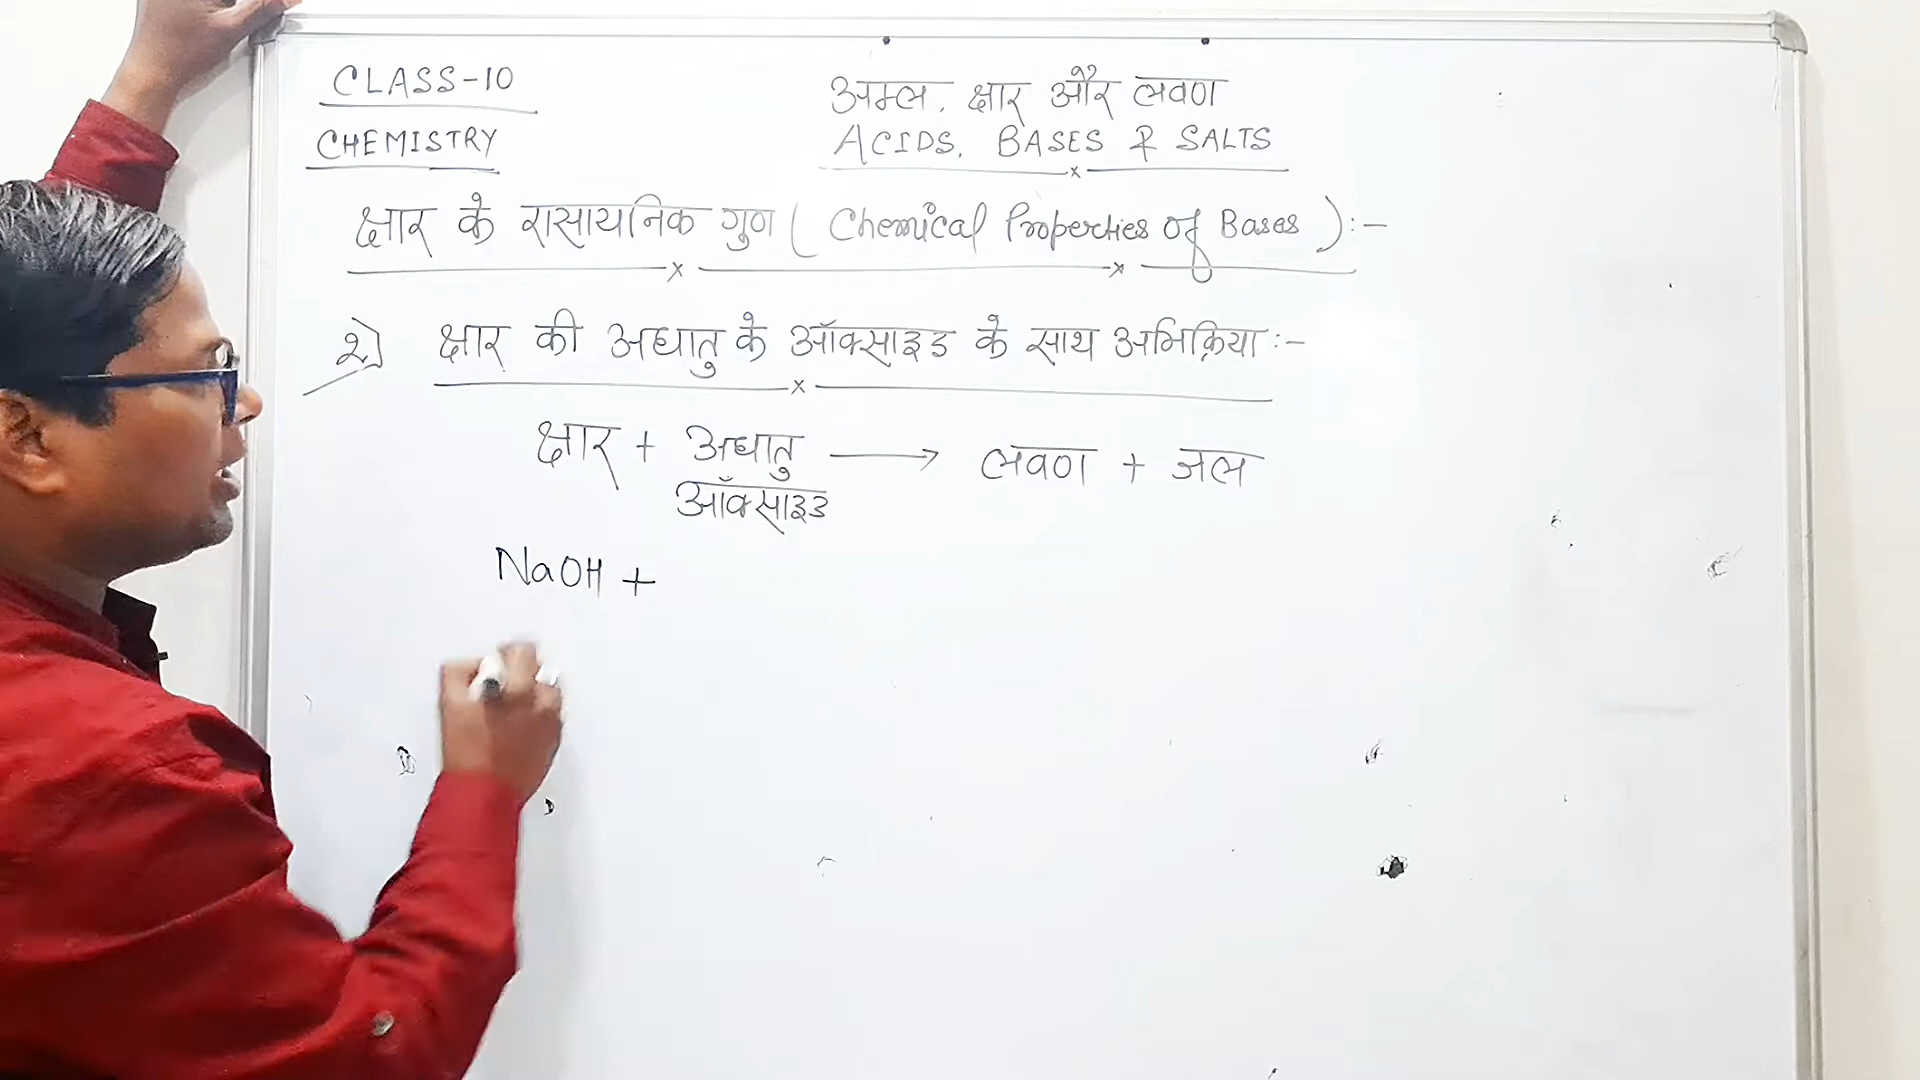 CLASS-10
CHEMISTRY
अम्ल, क्षार और लवण
ACIDS, BASES & SALTS
क्षार के रासायनिक गुण ( Chemical Properties of Bases ) :-
2) क्षार की अधातु के ऑक्साइड के साथ अभिक्रिया :-
क्षार + अधातु ⟶ लवण + जल
ऑक्साइड
NaOH +